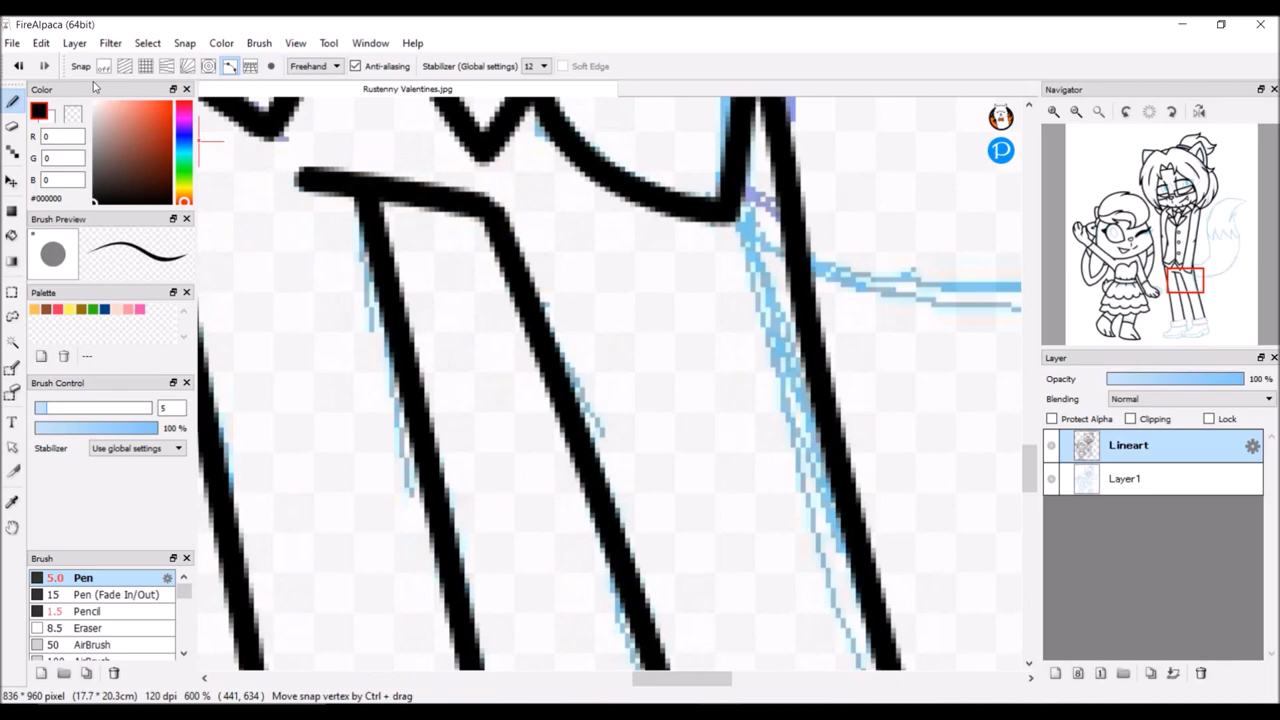 FireAlpaca (64bit)
File Edit Layer Filter Select Snap Color Brush View Tool Window Help
Snap off Freehand Anti-aliasing Stabilizer (Global settings) 12 Soft Edge
Color
Rustenny Valentines.jpg
Navigator
R 0
G 0
B 0
#000000
Brush Preview
Palette
---
Brush Control
5
100 %
Stabilizer Use global settings
Brush
5.0 Pen
15 Pen (Fade In/Out)
1.5 Pencil
8.5 Eraser
50 AirBrush
Layer
Opacity 100 %
Blending Normal
Protect Alpha Clipping Lock
Lineart
Layer1
836 * 960 pixel (17.7 * 20.3cm) 120 dpi 600 % ( 441, 634 ) Move snap vertex by Ctrl + drag